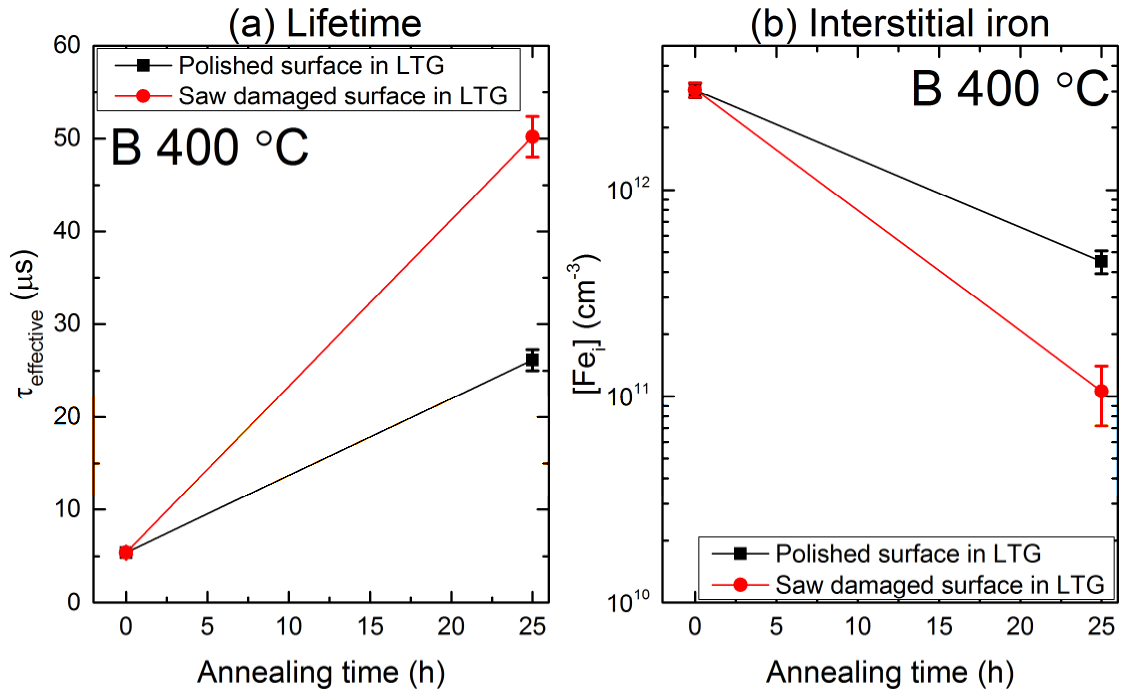 (a) Lifetime
60
50
40
30
20
10
0
τeffective (μs)
Polished surface in LTG
Saw damaged surface in LTG
B 400 °C
0 5 10 15 20 25
Annealing time (h)
(b) Interstitial iron
10¹²
10¹¹
10¹⁰
[Feᵢ] (cm⁻³)
B 400 °C
Polished surface in LTG
Saw damaged surface in LTG
0 5 10 15 20 25
Annealing time (h)